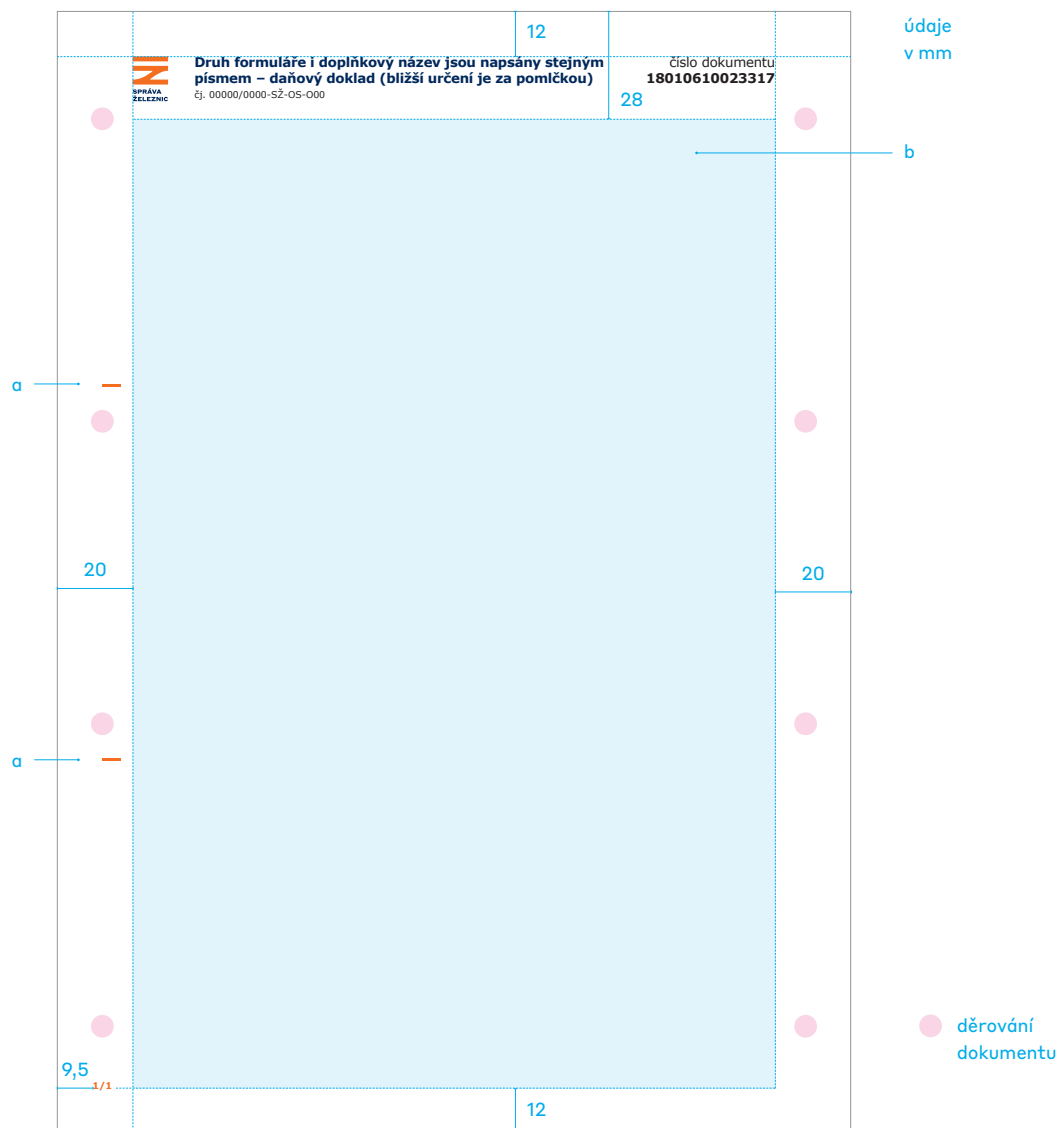 12
údaje
v mm
SPRÁVA
ŽELEZNIC
Druh formuláře i doplňkový název jsou napsány stejným
písmem – daňový doklad (bližší určení je za pomlčkou)
čj. 00000/0000-SŽ-OS-O00
číslo dokumentu
18010610023317
28
b
a
20
20
a
děrování
dokumentu
9,5
1/1
12